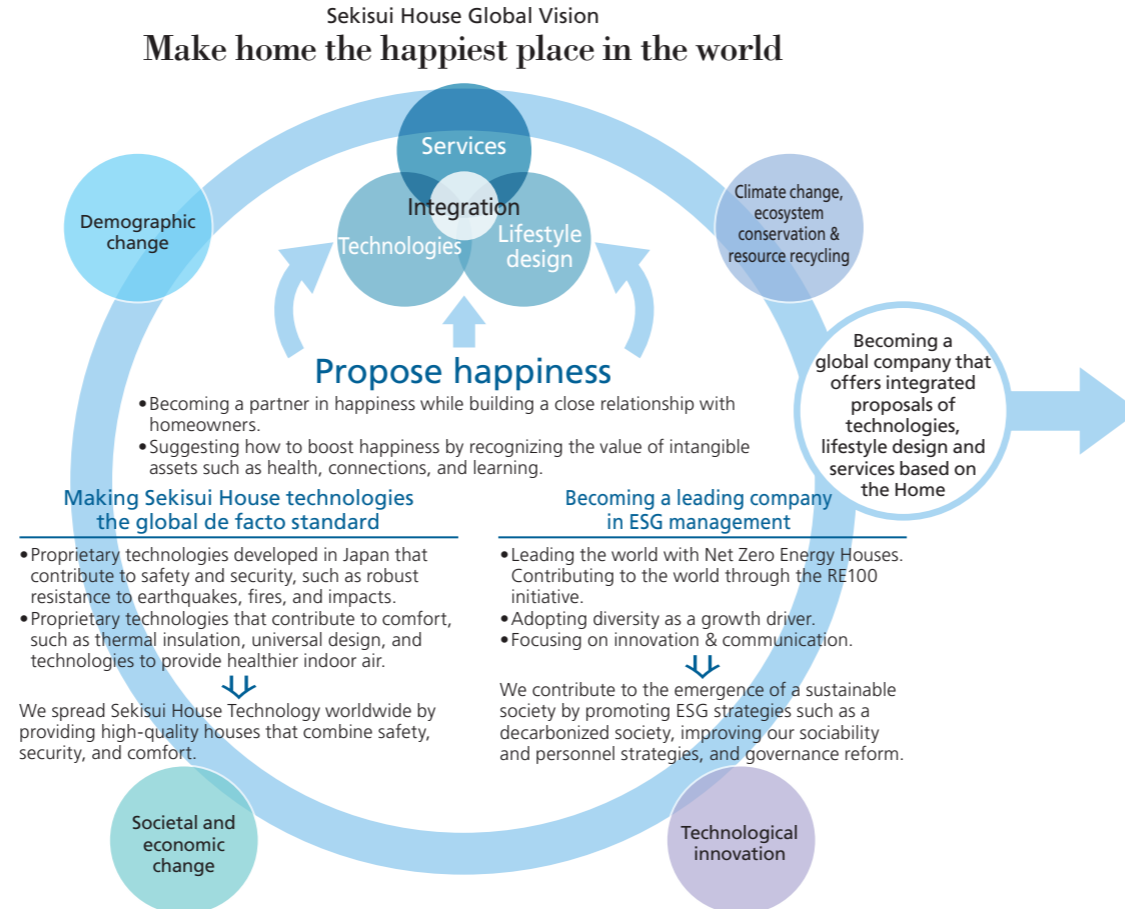 Sekisui House Global Vision
Make home the happiest place in the world
Services
Integration
Technologies
Lifestyle
design
Demographic
change
Climate change,
ecosystem
conservation &
resource recycling
Becoming a
global company that
offers integrated
proposals of
technologies,
lifestyle design and
services based on
the Home
Propose happiness
•Becoming a partner in happiness while building a close relationship with
homeowners.
•Suggesting how to boost happiness by recognizing the value of intangible
assets such as health, connections, and learning.
Making Sekisui House technologies
the global de facto standard
•Proprietary technologies developed in Japan that
contribute to safety and security, such as robust
resistance to earthquakes, fires, and impacts.
•Proprietary technologies that contribute to comfort,
such as thermal insulation, universal design, and
technologies to provide healthier indoor air.
We spread Sekisui House Technology worldwide by
providing high-quality houses that combine safety,
security, and comfort.
Becoming a leading company
in ESG management
•Leading the world with Net Zero Energy Houses.
Contributing to the world through the RE100
initiative.
•Adopting diversity as a growth driver.
•Focusing on innovation & communication.
We contribute to the emergence of a sustainable
society by promoting ESG strategies such as a
decarbonized society, improving our sociability
and personnel strategies, and governance reform.
Societal and
economic
change
Technological
innovation